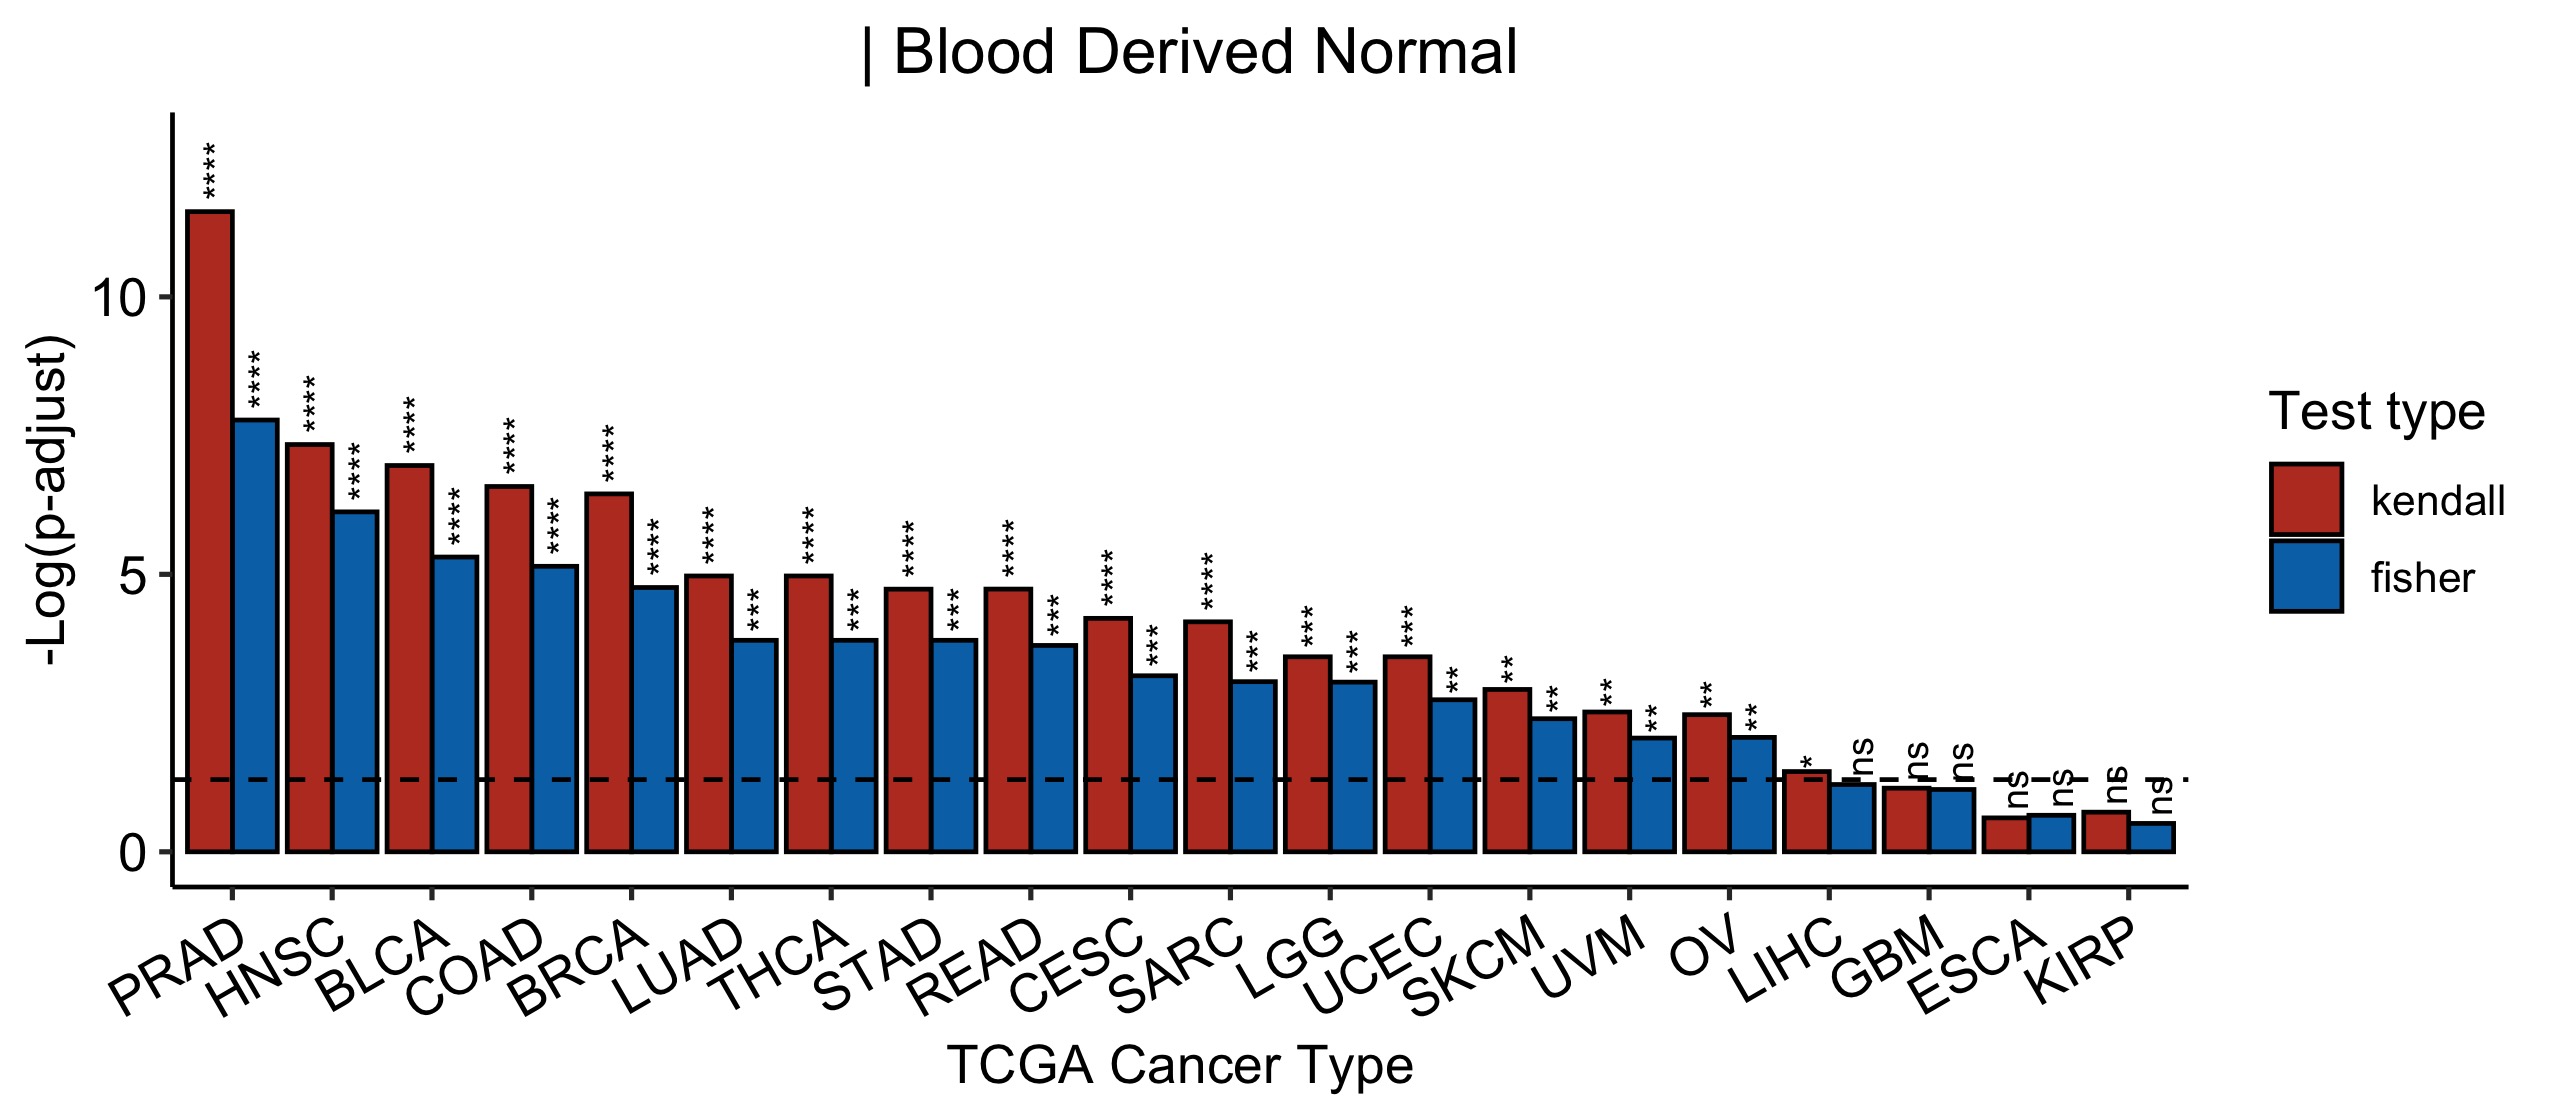 | Blood Derived Normal
-Log(p-adjust)
10
5
0
****
****
****
****
****
****
****
****
****
****
****
***
****
***
****
***
****
***
****
***
****
***
***
***
***
**
**
**
**
**
**
**
*
ns
ns
ns
ns
ns
ns
ns
PRAD
HNSC
BLCA
COAD
BRCA
LUAD
THCA
STAD
READ
CESC
SARC
LGG
UCEC
SKCM
UVM
OV
LIHC
GBM
ESCA
KIRP
TCGA Cancer Type
Test type
kendall
fisher